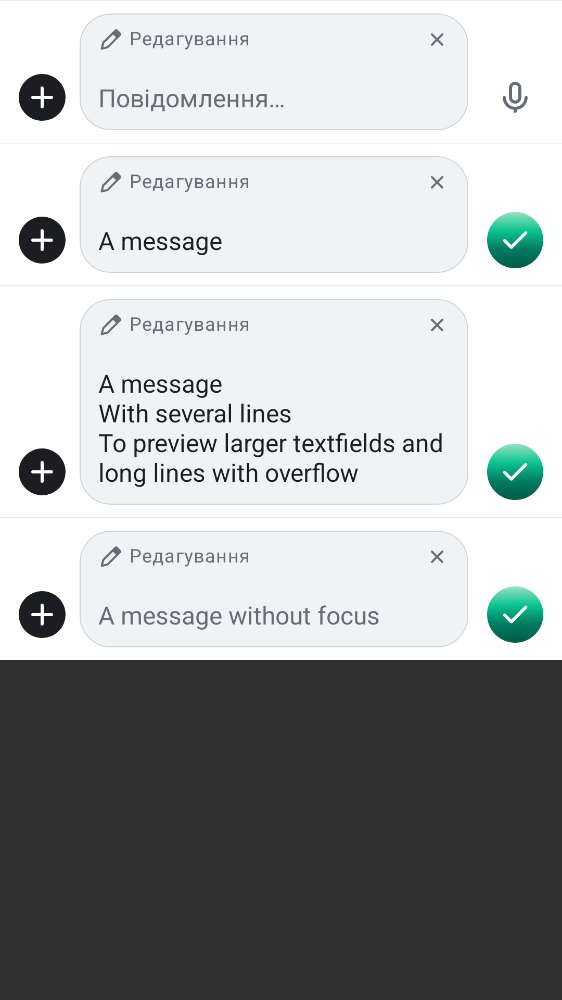 Редагування
Повідомлення…
Редагування
A message
Редагування
A message
With several lines
To preview larger textfields and
long lines with overflow
Редагування
A message without focus